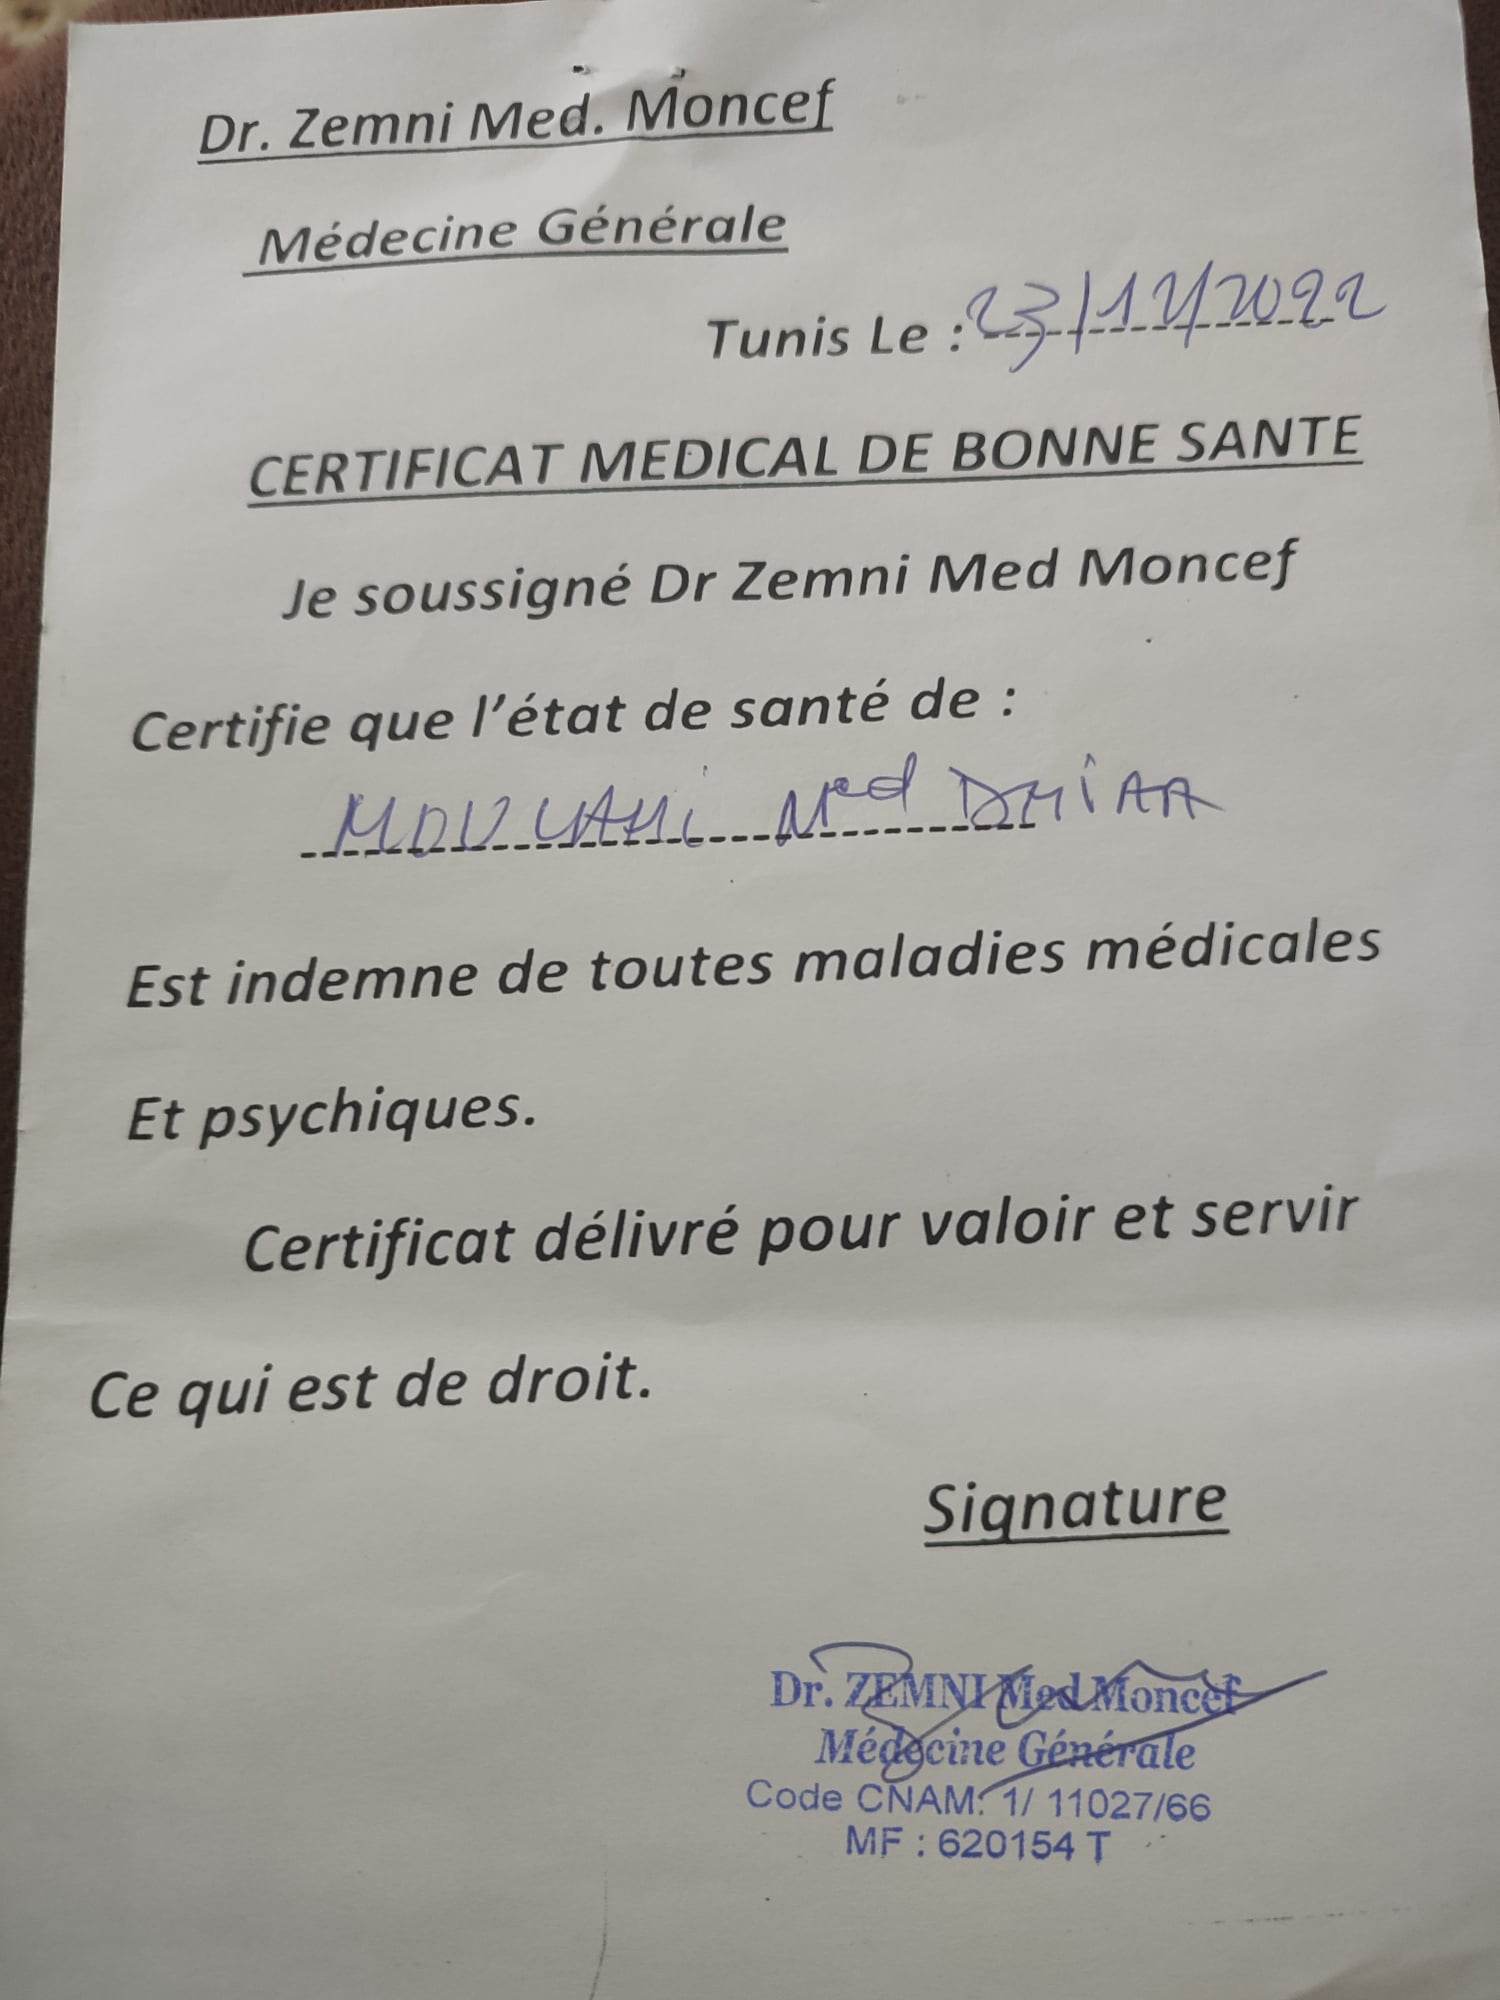 Dr. Zemni Med. Moncef
Médecine Générale
Tunis Le : 23/12/2022
CERTIFICAT MEDICAL DE BONNE SANTE
Je soussigné Dr Zemni Med Moncef
Certifie que l'état de santé de :
Med
Est indemne de toutes maladies médicales
Et psychiques.
Certificat délivré pour valoir et servir
Ce qui est de droit.
Signature
Dr. ZEMNI Med Moncef
Médecine Générale
Code CNAM: 1/ 11027/66
MF : 620154 T